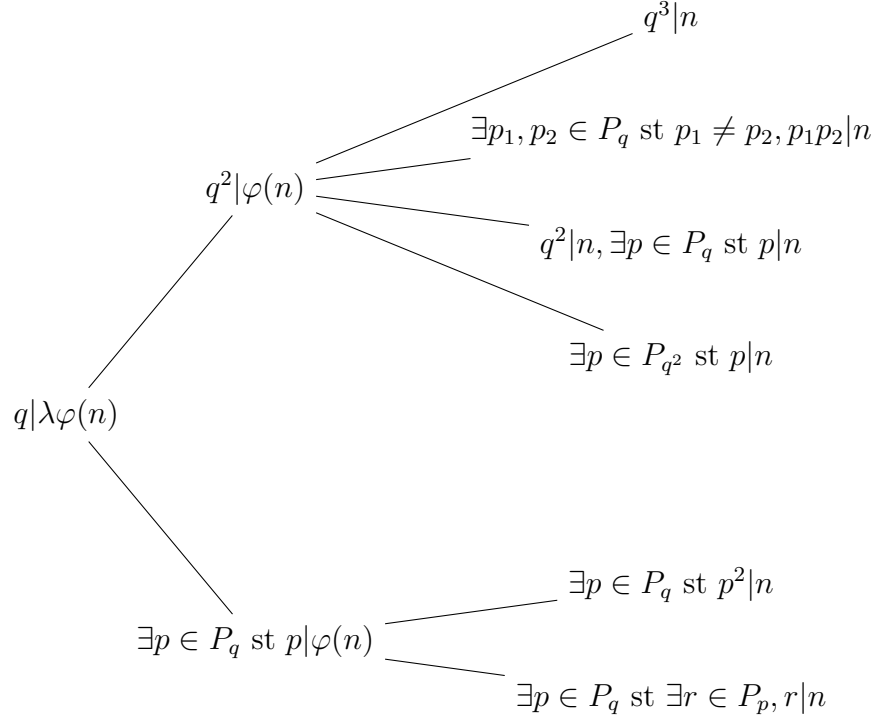 q^3|n
∃p_1, p_2 ∈ P_q st p_1 ≠ p_2, p_1p_2|n
q^2|φ(n)
q^2|n, ∃p ∈ P_q st p|n
∃p ∈ P_{q^2} st p|n
q|λφ(n)
∃p ∈ P_q st p^2|n
∃p ∈ P_q st p|φ(n)
∃p ∈ P_q st ∃r ∈ P_p, r|n